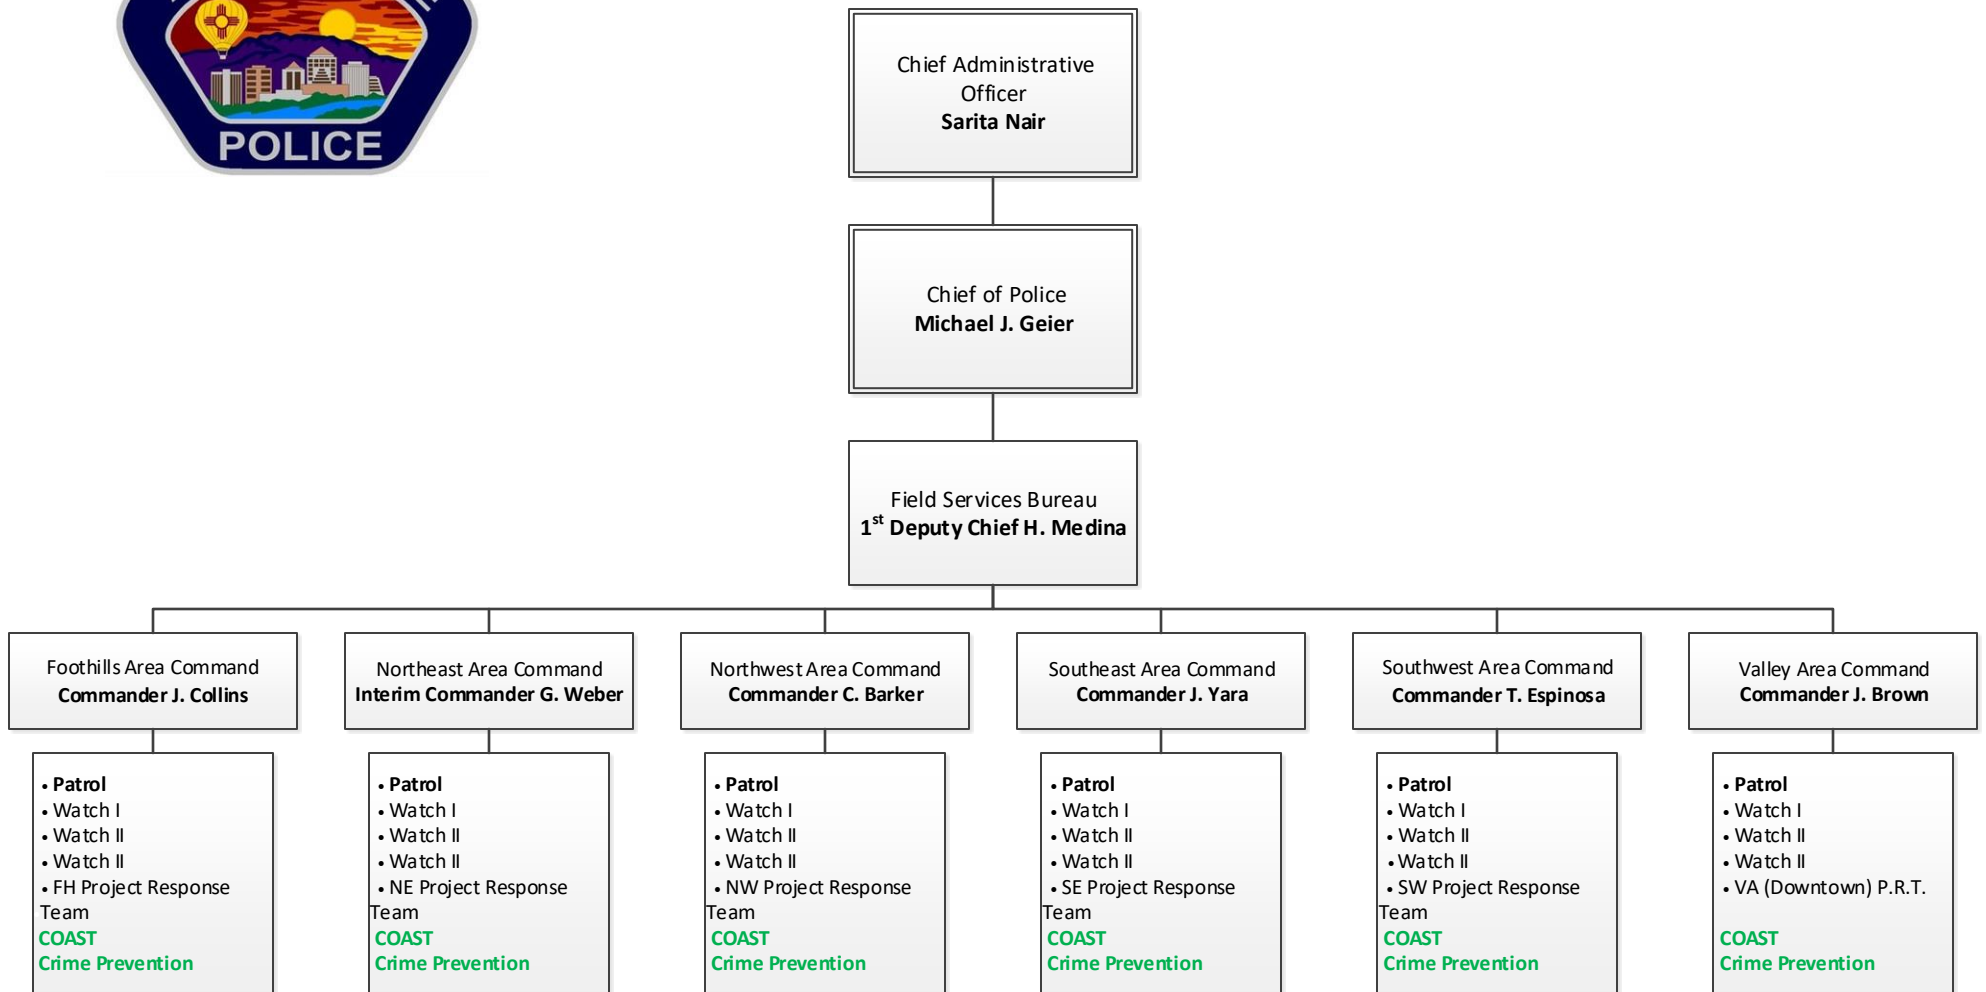 POLICE
Chief Administrative
Officer
Sarita Nair
Chief of Police
Michael J. Geier
Field Services Bureau
1st Deputy Chief H. Medina
Foothills Area Command
Commander J. Collins
Northeast Area Command
Interim Commander G. Weber
Northwest Area Command
Commander C. Barker
Southeast Area Command
Commander J. Yara
Southwest Area Command
Commander T. Espinosa
Valley Area Command
Commander J. Brown
• Patrol
• Watch I
• Watch II
• Watch II
• FH Project Response
Team
COAST
Crime Prevention
• Patrol
• Watch I
• Watch II
• Watch II
• NE Project Response
Team
COAST
Crime Prevention
• Patrol
• Watch I
• Watch II
• Watch II
• NW Project Response
Team
COAST
Crime Prevention
• Patrol
• Watch I
• Watch II
• Watch II
• SE Project Response
Team
COAST
Crime Prevention
• Patrol
• Watch I
• Watch II
• Watch II
• SW Project Response
Team
COAST
Crime Prevention
• Patrol
• Watch I
• Watch II
• Watch II
• VA (Downtown) P.R.T.
COAST
Crime Prevention